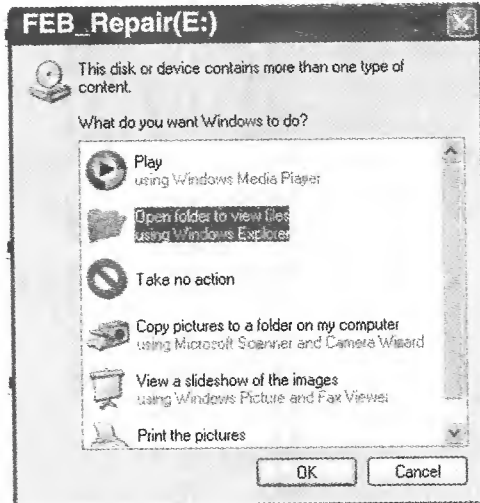 FEB_Repair(E:)
This disk or device contains more than one type of
content.
What do you want Windows to do?
Play
using Windows Media Player
Open folder to view files
using Windows Explorer
Take no action
Copy pictures to a folder on my computer
using Microsoft Scanner and Camera Wizard
View a slideshow of the images
using Windows Picture and Fax Viewer
Print the pictures
OK
Cancel